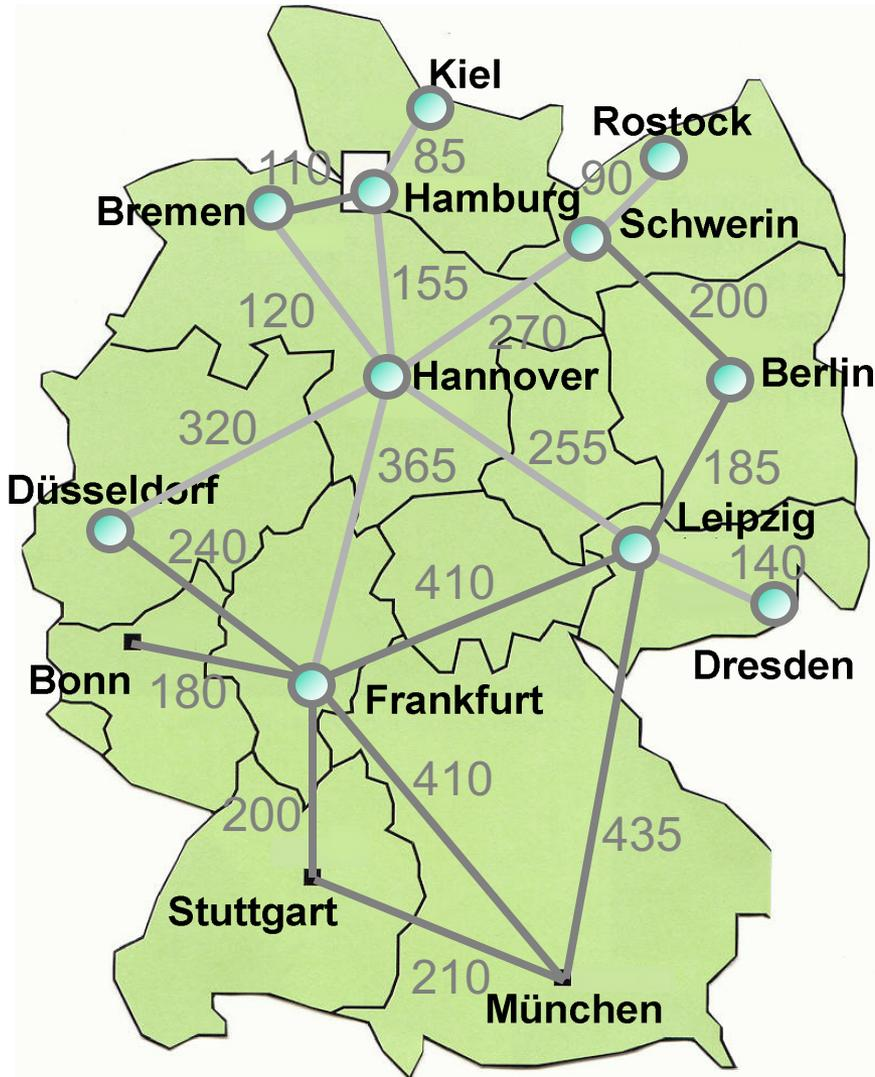 Kiel
Rostock
110
85
90
Bremen
Hamburg
Schwerin
155
200
120
270
Hannover
Berlin
320
255
365
185
Düsseldorf
Leipzig
240
140
410
Dresden
Bonn
180
Frankfurt
410
200
435
Stuttgart
210
München